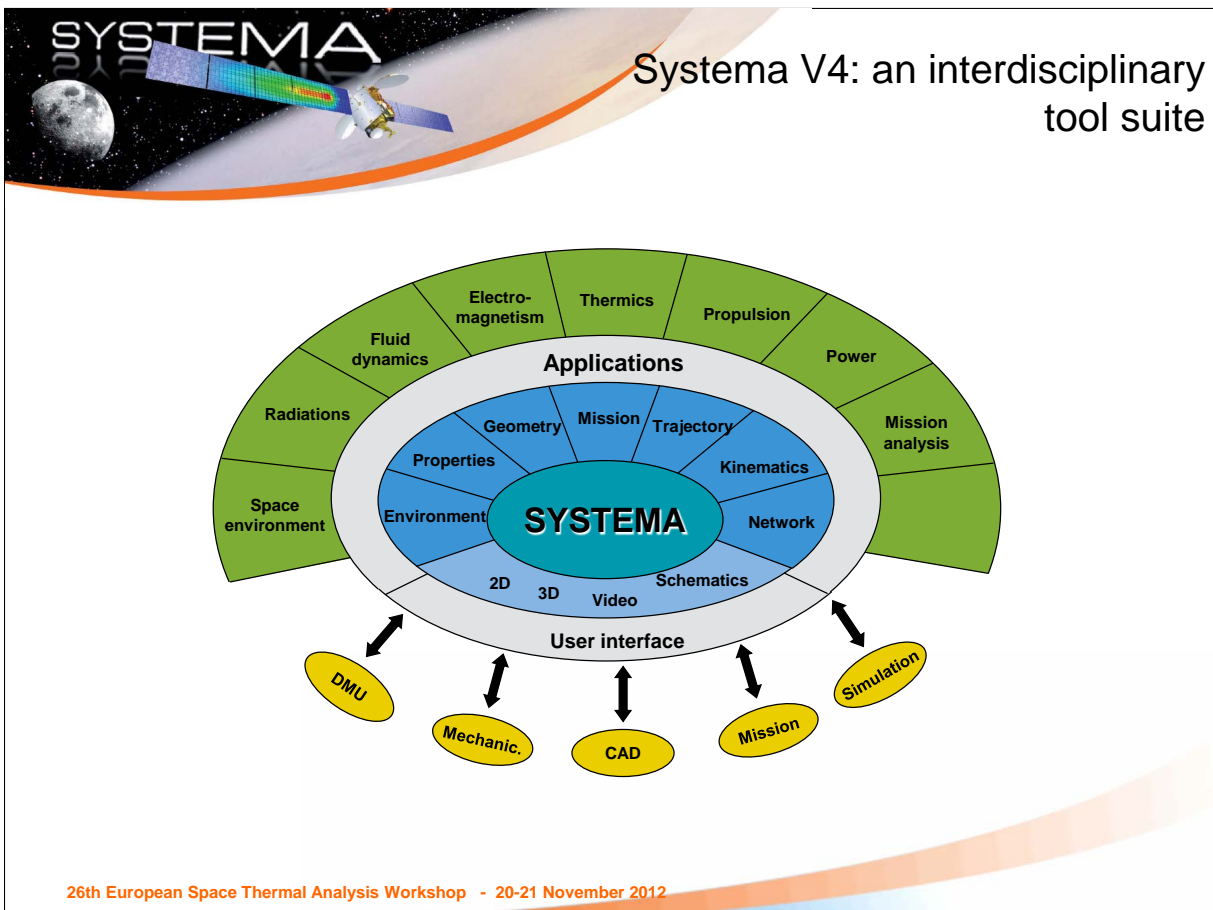 SYSTEMA
Systema V4: an interdisciplinary
tool suite
Electro-
magnetism
Thermics
Propulsion
Fluid
dynamics
Power
Applications
Radiations
Mission
analysis
Geometry
Mission
Trajectory
Properties
Kinematics
Space
environment
Environment
SYSTEMA
Network
2D
3D
Video
Schematics
User interface
DMU
Mechanic.
CAD
Mission
Simulation
26th European Space Thermal Analysis Workshop - 20-21 November 2012